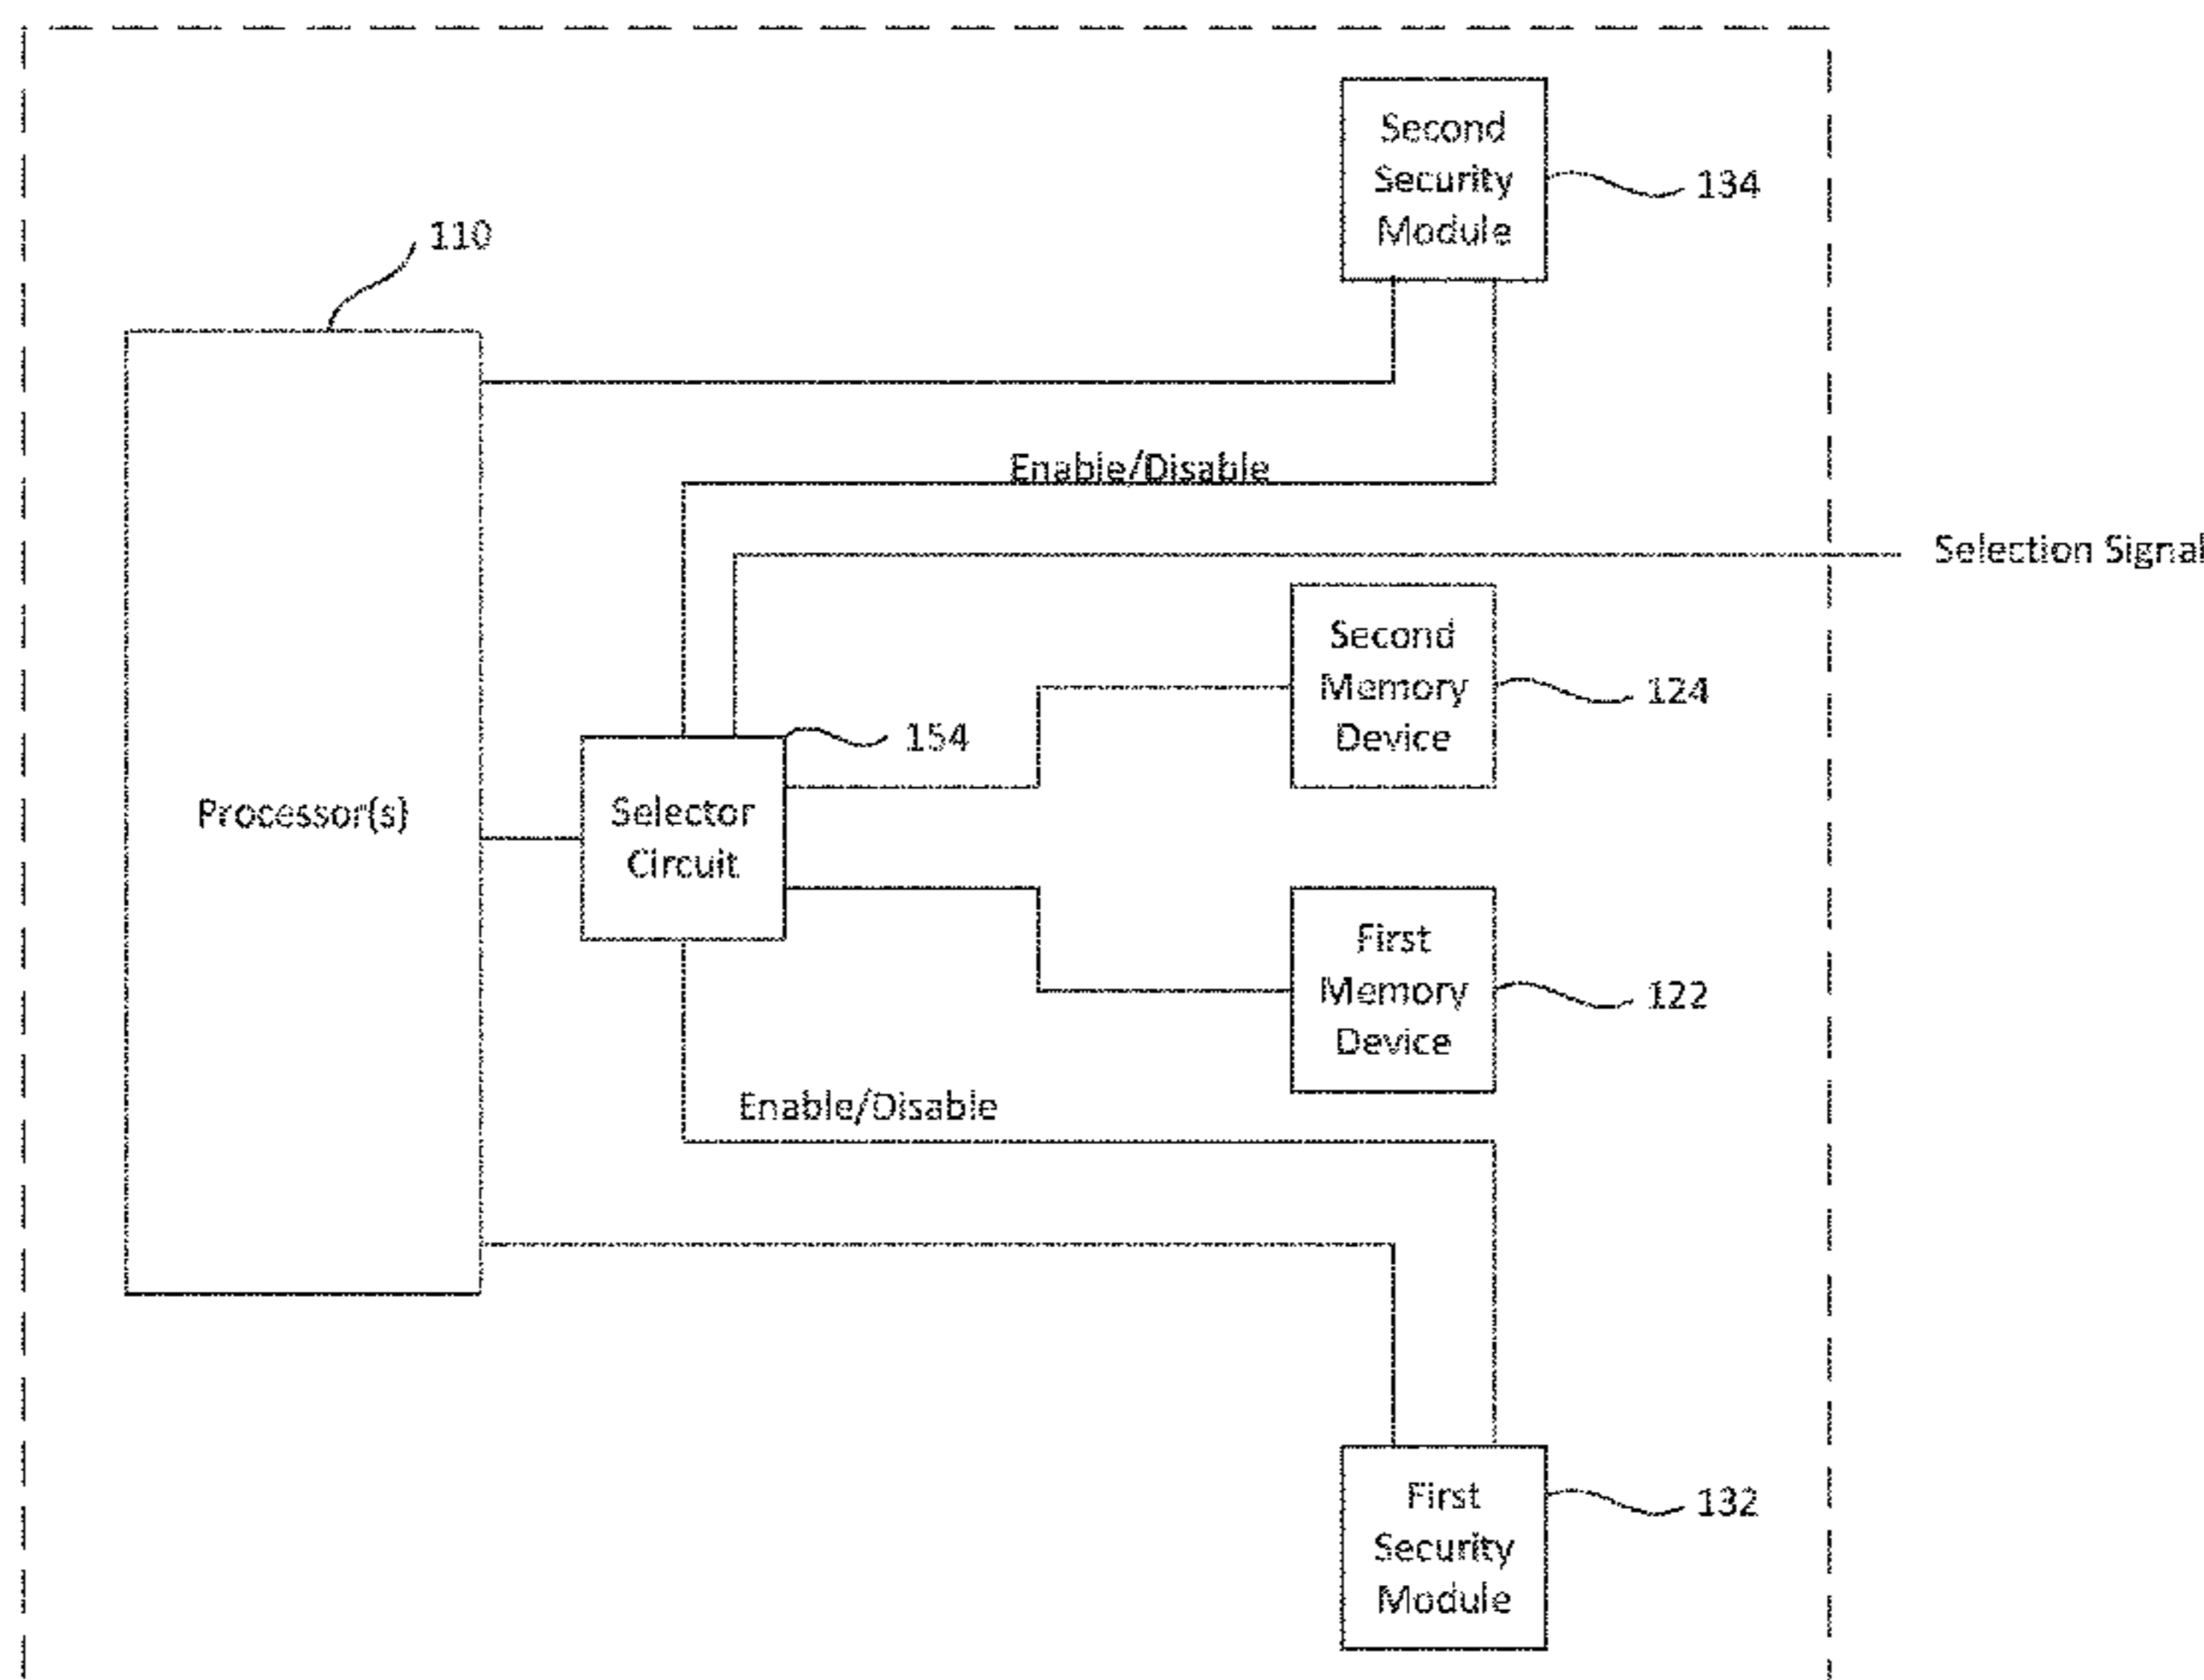 Second
Security
Module
134
110
Enable/Disable
Selection Signal
Second
Memory
Device
124
154
Processor(s)
Selector
Circuit
First
Memory
Device
122
Enable/Disable
First
Security
Module
132